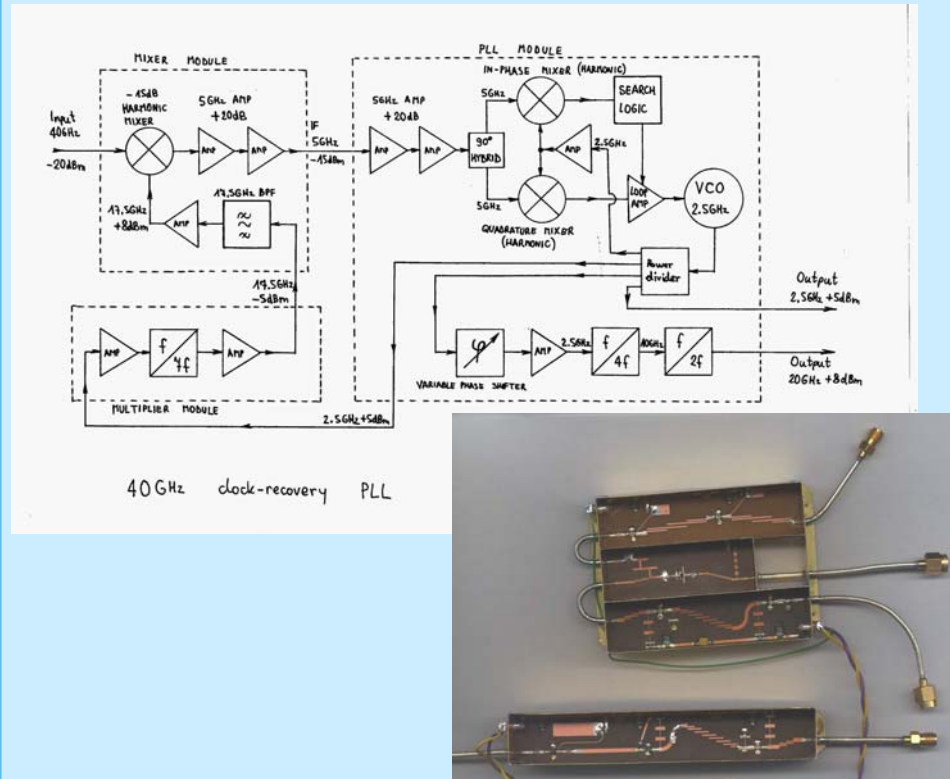 PLL MODULE
MIXER MODULE
IN-PHASE MIXER (HARMONIC)
Input
40GHz
-20dBm
-15dB
HARMONIC
MIXER
5GHz AMP
+20dB
AMP
AMP
IF
5GHz
-15dBm
5GHz AMP
+20dB
AMP
AMP
90°
HYBRID
5GHz
5GHz
AMP
2.5GHz
SEARCH
LOGIC
LOOP
AMP
VCO
2.5GHz
QUADRATURE MIXER
(HARMONIC)
17.5GHz
+8dBm
AMP
17.5GHz BPF
17.5GHz
-5dBm
Power
divider
Output
2.5GHz +5dBm
AMP
f
7f
AMP
MULTIPLIER MODULE
φ
VARIABLE PHASE SHIFTER
AMP
2.5GHz
f
4f
10GHz
f
2f
Output
20GHz +8dBm
2.5GHz +5dBm
40GHz clock-recovery PLL